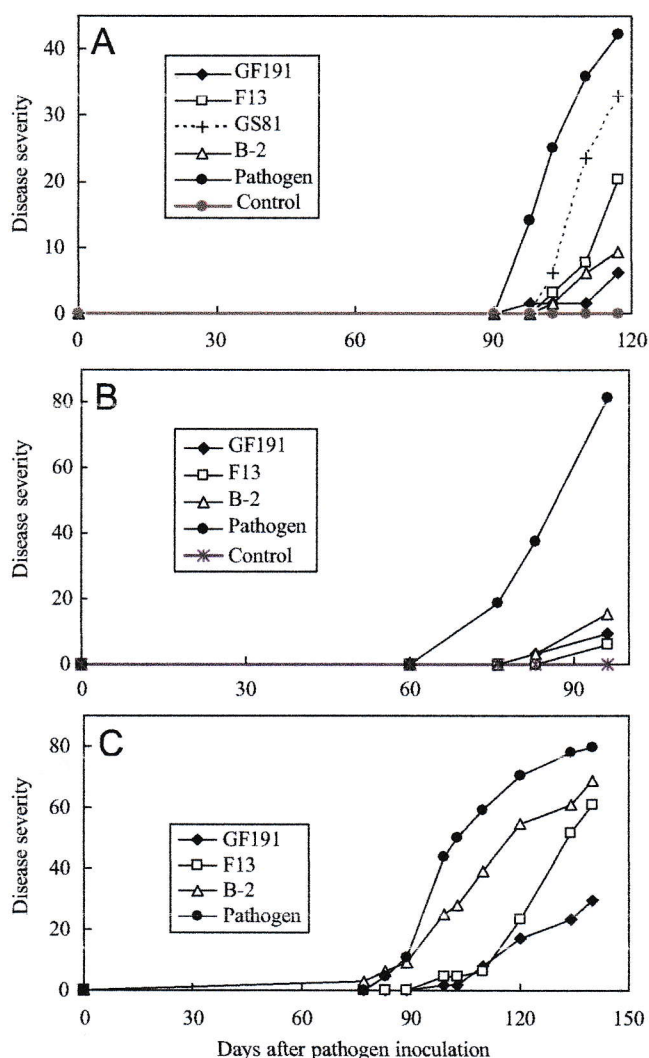 A
40
30
20
10
0
Disease severity
GF191
F13
GS81
B-2
Pathogen
Control
0 30 60 90 120
B
80
60
40
20
0
Disease severity
GF191
F13
B-2
Pathogen
Control
0 30 60 90
C
80
60
40
20
0
Disease severity
GF191
F13
B-2
Pathogen
0 30 60 90 120 150
Days after pathogen inoculation